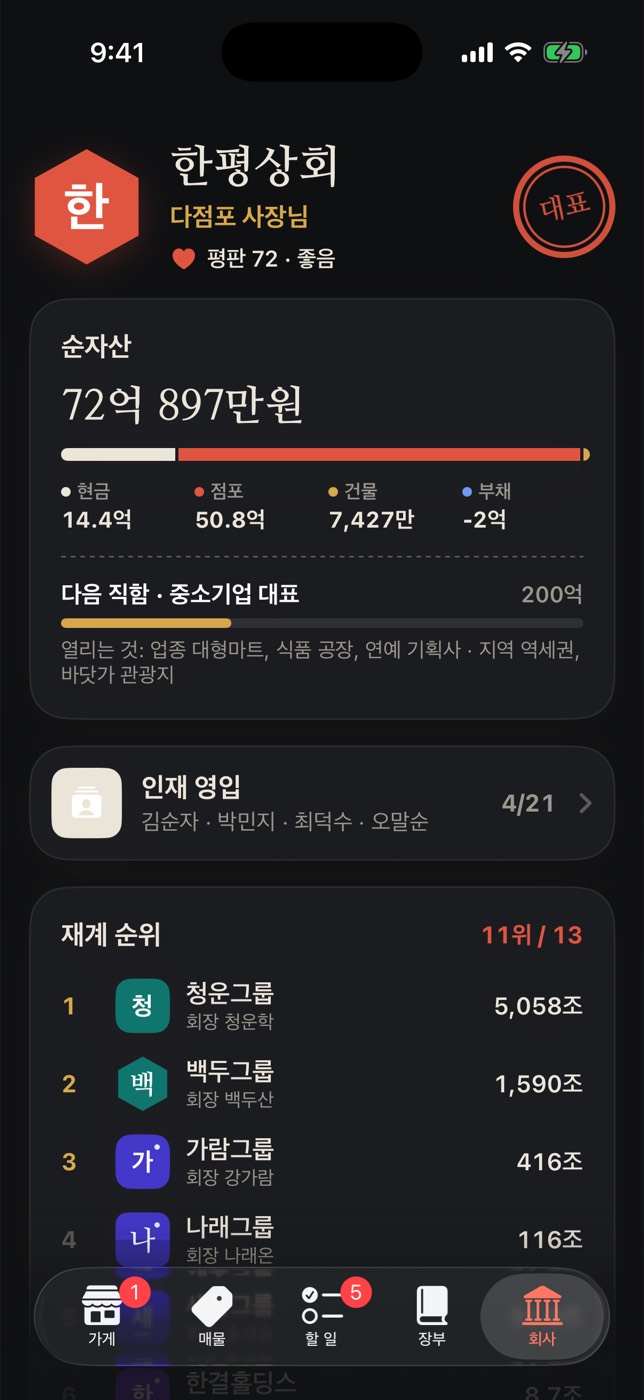 9:41
한평상회
한
다점포 사장님
평판 72 · 좋음
대표
순자산
72억 897만원
현금 점포 건물 부채
14.4억 50.8억 7,427만 -2억
다음 직함 · 중소기업 대표 200억
열리는 것: 업종 대형마트, 식품 공장, 연예 기획사 · 지역 역세권,
바닷가 관광지
인재 영입
김순자 · 박민지 · 최덕수 · 오말순
4/21
재계 순위 11위 / 13
1 청 청운그룹 5,058조
회장 청운학
2 백 백두그룹 1,590조
회장 백두산
3 가 가람그룹 416조
회장 강가람
4 나 나래그룹 116조
회장 나래온
1 5
가게 매물 할 일 장부 회사
6 한 한결홀딩스 8.7조